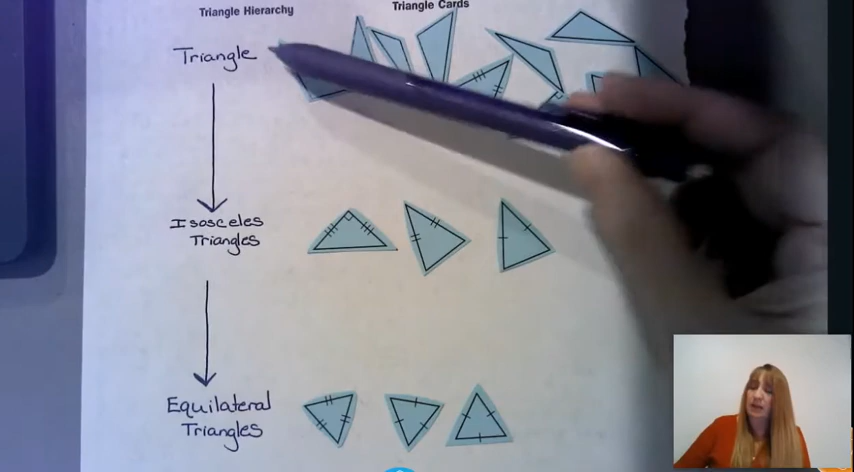 Triangle Hierarchy
Triangle Cards
Triangle
Isosceles
Triangles
Equilateral
Triangles